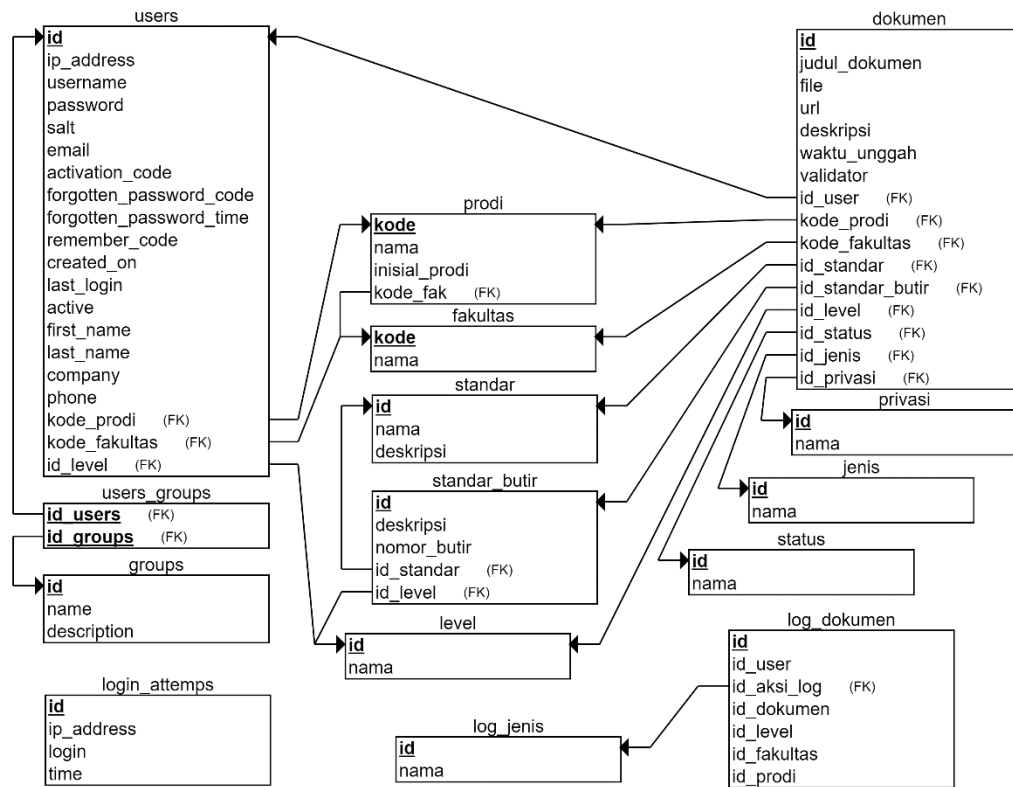 users
id
ip_address
username
password
salt
email
activation_code
forgotten_password_code
forgotten_password_time
remember_code
created_on
last_login
active
first_name
last_name
company
phone
kode_prodi (FK)
kode_fakultas (FK)
id_level (FK)
users_groups
id_users (FK)
id_groups (FK)
groups
id
name
description
login_attemps
id
ip_address
login
time
prodi
kode
nama
inisial_prodi
kode_fak (FK)
fakultas
kode
nama
standar
id
nama
deskripsi
standar_butir
id
deskripsi
nomor_butir
id_standar (FK)
id_level (FK)
level
id
nama
log_jenis
id
nama
dokumen
id
judul_dokumen
file
url
deskripsi
waktu_unggah
validator
id_user (FK)
kode_prodi (FK)
kode_fakultas (FK)
id_standar (FK)
id_standar_butir (FK)
id_level (FK)
id_status (FK)
id_jenis (FK)
id_privasi (FK)
privasi
id
nama
jenis
id
nama
status
id
nama
log_dokumen
id
id_user
id_aksi_log (FK)
id_dokumen
id_level
id_fakultas
id_prodi